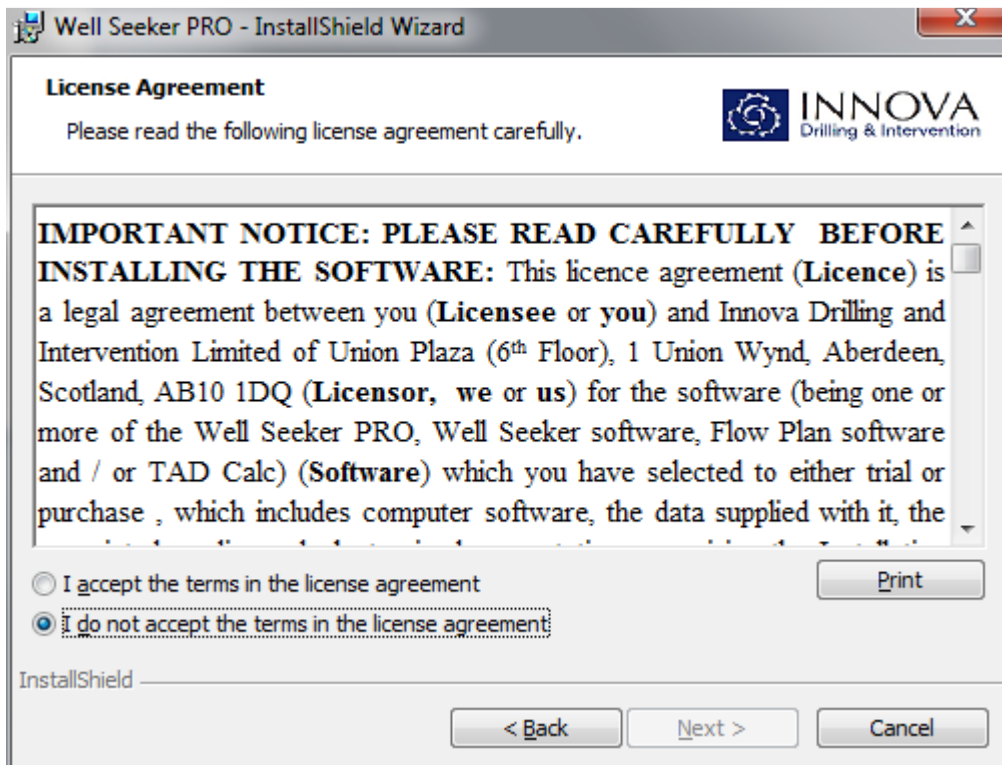 Well Seeker PRO - InstallShield Wizard
License Agreement
Please read the following license agreement carefully.
INNOVA
Drilling & Intervention
IMPORTANT NOTICE: PLEASE READ CAREFULLY BEFORE
INSTALLING THE SOFTWARE: This licence agreement (Licence) is
a legal agreement between you (Licensee or you) and Innova Drilling and
Intervention Limited of Union Plaza (6th Floor), 1 Union Wynd, Aberdeen,
Scotland, AB10 1DQ (Licensor, we or us) for the software (being one or
more of the Well Seeker PRO, Well Seeker software, Flow Plan software
and / or TAD Calc) (Software) which you have selected to either trial or
purchase , which includes computer software, the data supplied with it, the
I accept the terms in the license agreement
Print
I do not accept the terms in the license agreement
InstallShield
< Back
Next >
Cancel